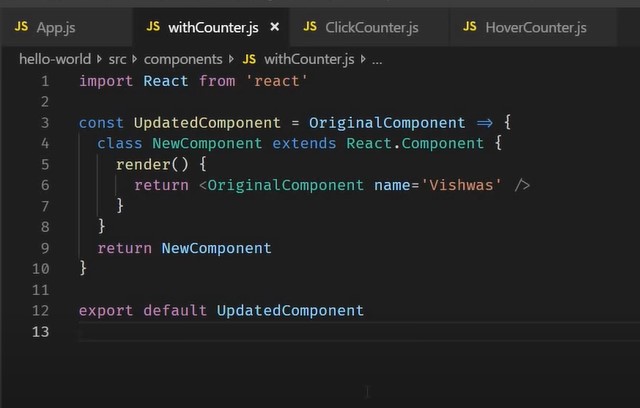 JS App.js JS withCounter.js × JS ClickCounter.js JS HoverCounter.js
hello-world > src > components > JS withCounter.js > ...
1 import React from 'react'
2
3 const UpdatedComponent = OriginalComponent => {
4 class NewComponent extends React.Component {
5 render() {
6 return <OriginalComponent name='Vishwas' />
7 }
8 }
9 return NewComponent
10 }
11
12 export default UpdatedComponent
13